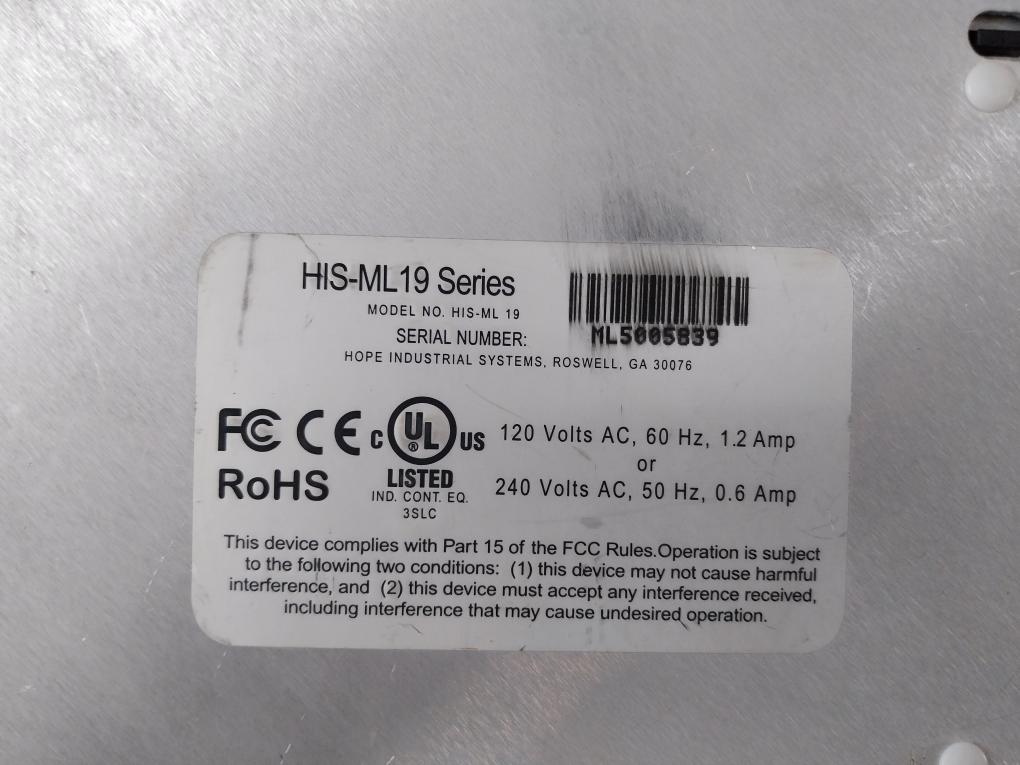 HIS-ML19 Series
MODEL NO. HIS-ML 19
SERIAL NUMBER:
ML5005839
HOPE INDUSTRIAL SYSTEMS, ROSWELL, GA 30076
FC CE C UL ® US
RoHS
LISTED
IND. CONT. EQ.
3SLC
120 Volts AC, 60 Hz, 1.2 Amp
or
240 Volts AC, 50 Hz, 0.6 Amp
This device complies with Part 15 of the FCC Rules.Operation is subject
to the following two conditions: (1) this device may not cause harmful
interference, and (2) this device must accept any interference received,
including interference that may cause undesired operation.